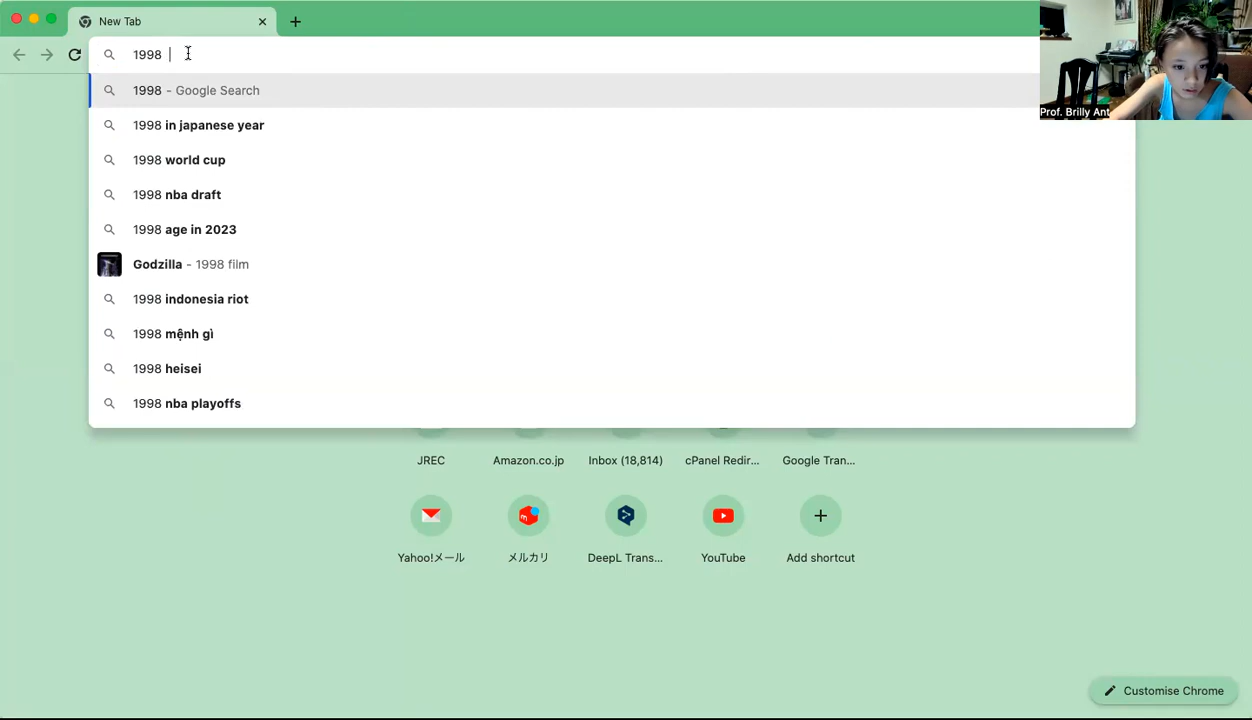 New Tab
1998
1998 - Google Search
1998 in japanese year
1998 world cup
1998 nba draft
1998 age in 2023
Godzilla - 1998 film
1998 indonesia riot
1998 mệnh gì
1998 heisei
1998 nba playoffs
JREC
Amazon.co.jp
Inbox (18,814)
cPanel Redir...
Google Tran...
Yahoo!メール
メルカリ
DeepL Trans...
YouTube
Add shortcut
Customise Chrome
Prof. Brilly Ant